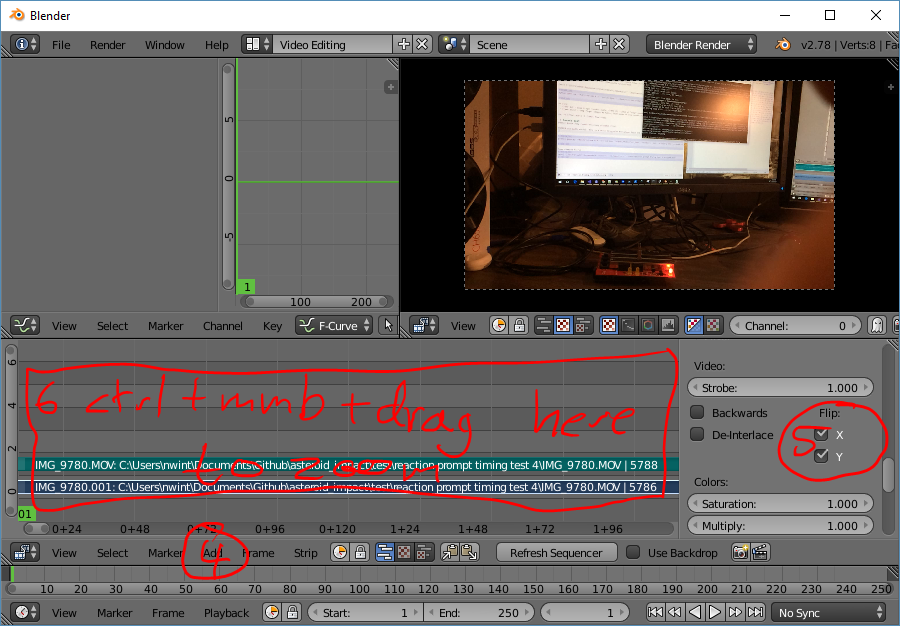 Blender
File Render Window Help Video Editing Scene Blender Render v2.78 | Verts:8 | Fa
5
0
-5
1
100 200
View Select Marker Channel Key F-Curve View Channel: 0
6
4
2
0
6 ctrl + mmb + drag here
to zoom
IMG_9780.MOV: C:\Users\nwint\Documents\Github\asteroid_impact\test\reaction prompt timing test 4\IMG_9780.MOV | 5788
IMG_9780.001: C:\Users\nwint\Documents\Github\asteroid_impact\test\reaction prompt timing test 4\IMG_9780.MOV | 5786
01
0+24 0+48 0+72 0+96 0+120 1+24 1+48 1+72 1+96
Video:
Strobe: 1.000
Backwards Flip:
De-Interlace 5 X
Y
Colors:
Saturation: 1.000
Multiply: 1.000
View Select Marker Add Frame Strip Refresh Sequencer Use Backdrop
4
10 20 30 40 50 60 70 80 90 100 110 120 130 140 150 160 170 180 190 200 210 220 230 240 250
View Marker Frame Playback Start: 1 End: 250 1 No Sync